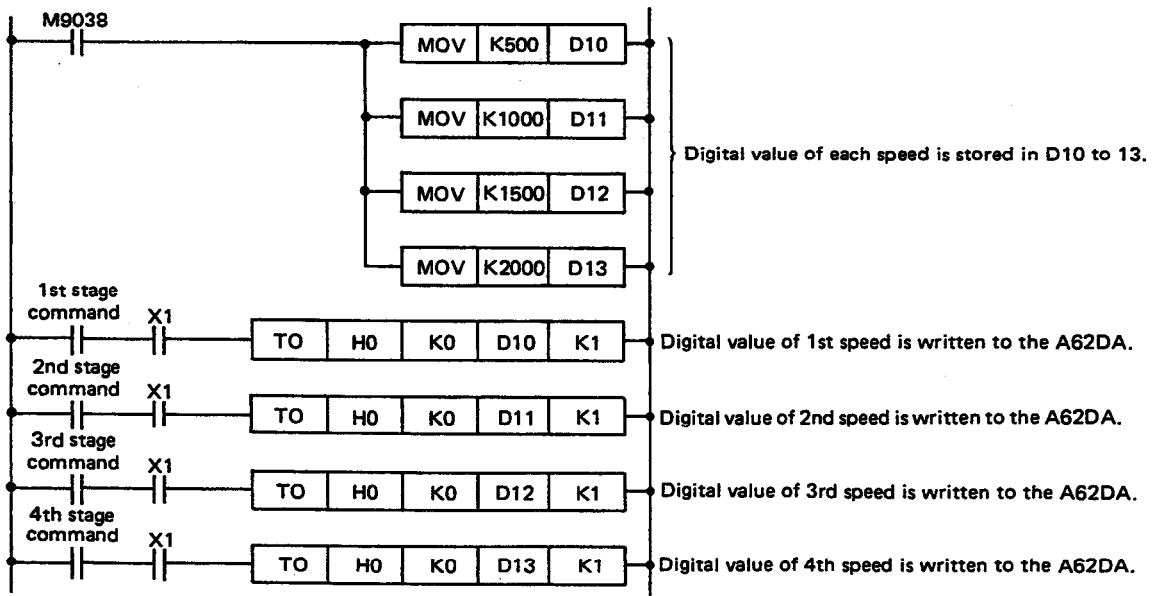 M9038
MOV K500 D10
MOV K1000 D11
Digital value of each speed is stored in D10 to 13.
MOV K1500 D12
MOV K2000 D13
1st stage
command
X1
TO H0 K0 D10 K1 Digital value of 1st speed is written to the A62DA.
2nd stage
command
X1
TO H0 K0 D11 K1 Digital value of 2nd speed is written to the A62DA.
3rd stage
command
X1
TO H0 K0 D12 K1 Digital value of 3rd speed is written to the A62DA.
4th stage
command
X1
TO H0 K0 D13 K1 Digital value of 4th speed is written to the A62DA.